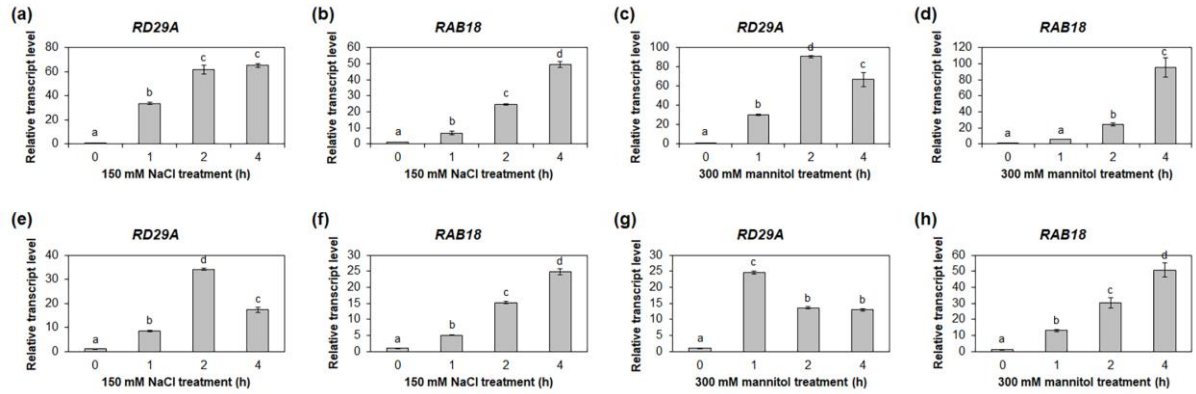 (a)
RD29A
Relative transcript level
80
60
40
20
0
a
b
c
c
0 1 2 4
150 mM NaCl treatment (h)
(b)
RAB18
Relative transcript level
60
50
40
30
20
10
0
a
b
c
d
0 1 2 4
150 mM NaCl treatment (h)
(c)
RD29A
Relative transcript level
100
80
60
40
20
0
a
b
d
c
0 1 2 4
300 mM mannitol treatment (h)
(d)
RAB18
Relative transcript level
120
100
80
60
40
20
0
a
a
b
c
0 1 2 4
300 mM mannitol treatment (h)
(e)
RD29A
Relative transcript level
40
30
20
10
0
a
b
d
c
0 1 2 4
150 mM NaCl treatment (h)
(f)
RAB18
Relative transcript level
30
25
20
15
10
5
0
a
b
c
d
0 1 2 4
150 mM NaCl treatment (h)
(g)
RD29A
Relative transcript level
30
25
20
15
10
5
0
a
c
b
b
0 1 2 4
300 mM mannitol treatment (h)
(h)
RAB18
Relative transcript level
60
50
40
30
20
10
0
a
b
c
d
0 1 2 4
300 mM mannitol treatment (h)